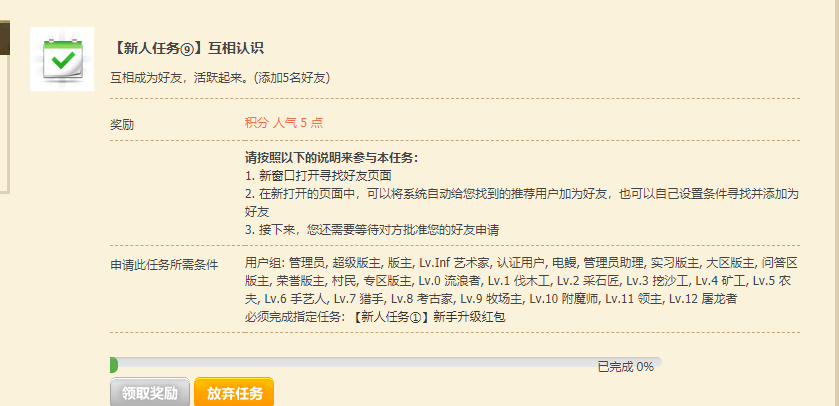 【新人任务⑨】互相认识
互相成为好友，活跃起来。(添加5名好友)
奖励
积分 人气 5 点
请按照以下的说明来参与本任务：
1. 新窗口打开寻找好友页面
2. 在新打开的页面中，可以将系统自动给您找到的推荐用户加为好友，也可以自己设置条件寻找并添加为
好友
3. 接下来，您还需要等待对方批准您的好友申请
申请此任务所需条件
用户组: 管理员, 超级版主, 版主, Lv.Inf 艺术家, 认证用户, 电鳗, 管理员助理, 实习版主, 大区版主, 问答区
版主, 荣誉版主, 村民, 专区版主, Lv.0 流浪者, Lv.1 伐木工, Lv.2 采石匠, Lv.3 挖沙工, Lv.4 矿工, Lv.5 农
夫, Lv.6 手艺人, Lv.7 猎手, Lv.8 考古家, Lv.9 牧场主, Lv.10 附魔师, Lv.11 领主, Lv.12 屠龙者
必须完成指定任务: 【新人任务①】新手升级红包
已完成 0%
领取奖励 放弃任务